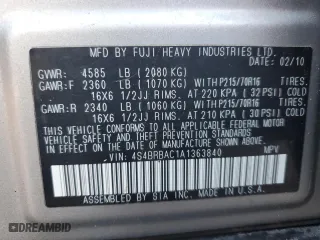 MFD BY FUJI HEAVY INDUSTRIES LTD. 02/10
GVWR: 4585 LB (2080 KG)
GAWR:F 2360 LB (1070 KG) WITH P215/70R16 TIRES.
16X6 1/2JJ RIMS. AT 220 KPA (32 PSI) COLD
GAWR:R 2340 LB (1060 KG) WITH P215/70R16 TIRES.
16X6 1/2JJ RIMS. AT 210 KPA (30 PSI) COLD
THIS VEHICLE CONFORMS TO ALL APPLICABLE FEDERAL MOTOR
VEHICLE SAFETY, BUMPER, AND THEFT PREVENTION
STANDARDS IN EFFECT ON THE DATE OF MANUFACTURE
SHOWN ABOVE.
VIN: 4S4BRBAC1A1363840 MPV
ASSEMBLED BY SIA INC. MADE IN U.S.A.